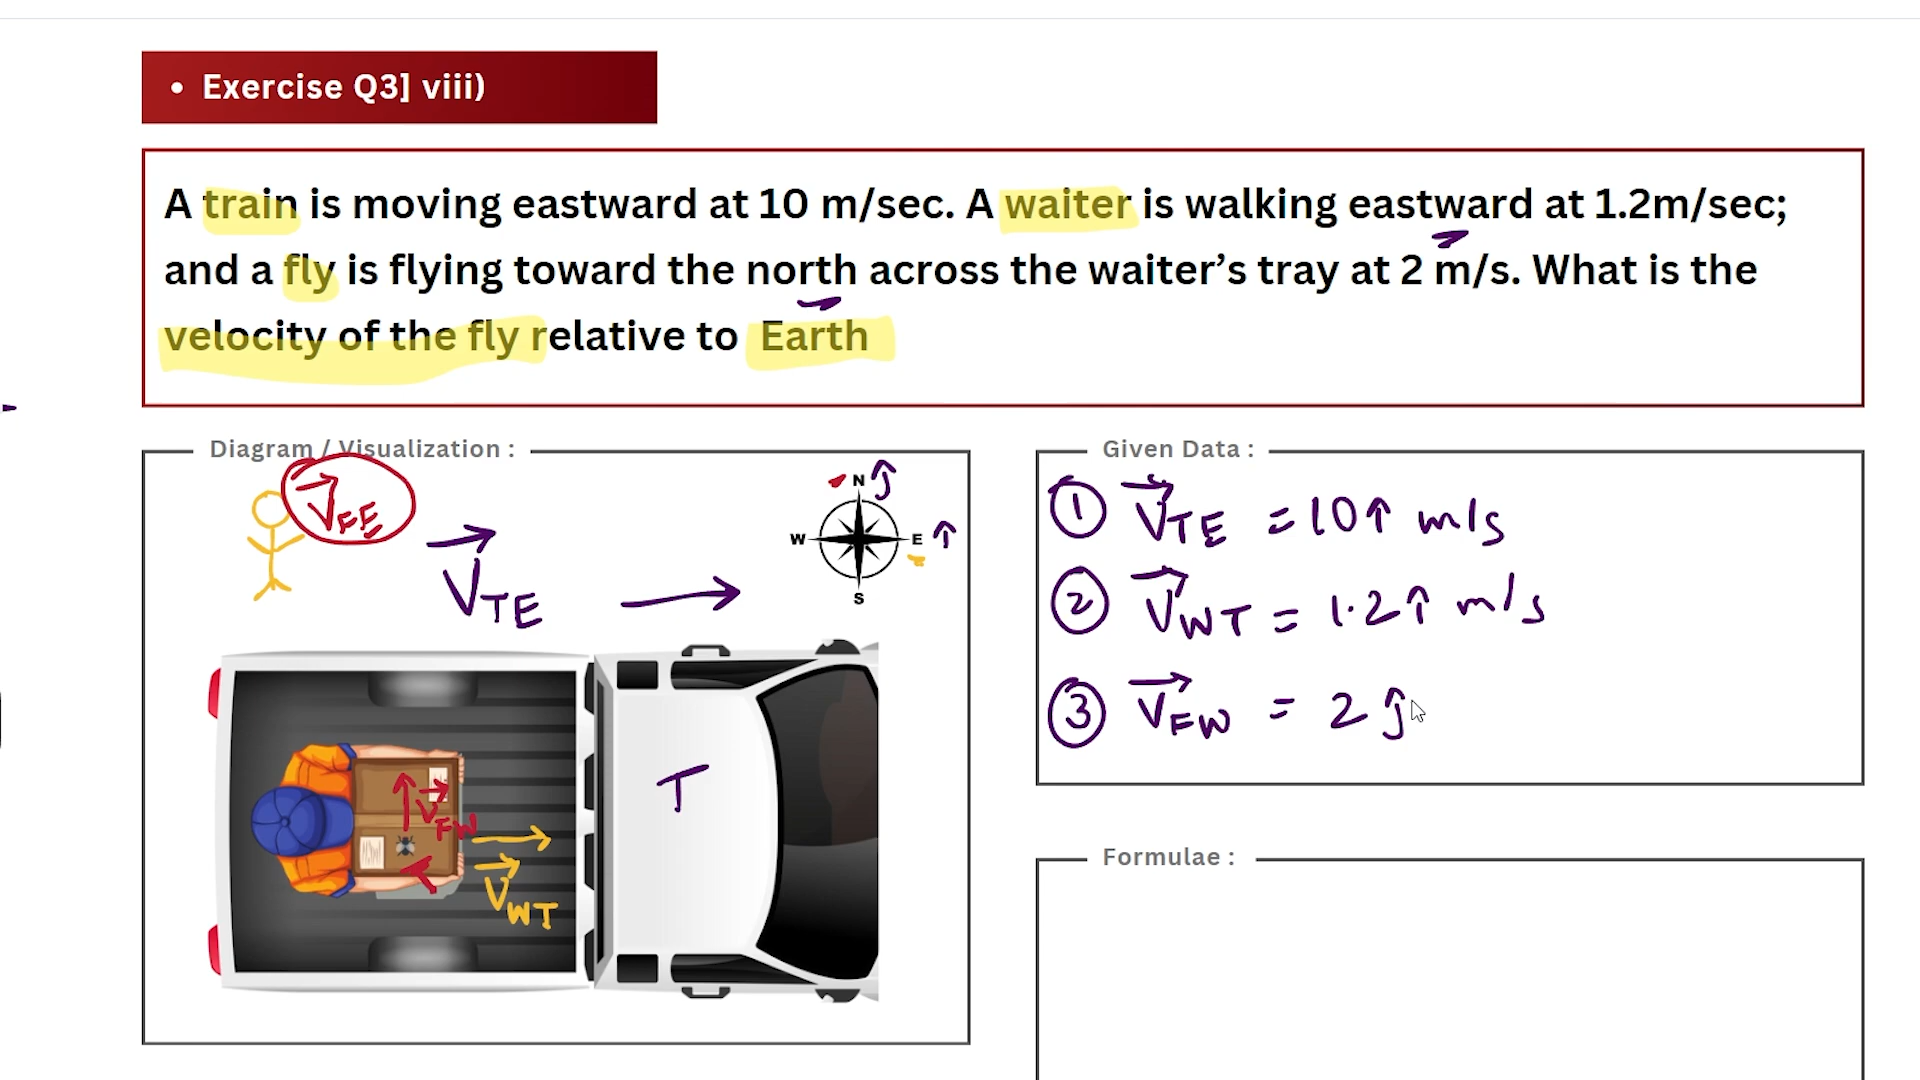 • Exercise Q3] viii)
A train is moving eastward at 10 m/sec. A waiter is walking eastward at 1.2m/sec;
and a fly is flying toward the north across the waiter's tray at 2 m/s. What is the
velocity of the fly relative to Earth
Diagram / Visualization :
V⃗FE
V⃗TE
N ĵ
W E î
S
T
V⃗FW
V⃗WT
Given Data :
① V⃗TE = 10 î m/s
② V⃗WT = 1.2 î m/s
③ V⃗FW = 2 ĵ
Formulae :